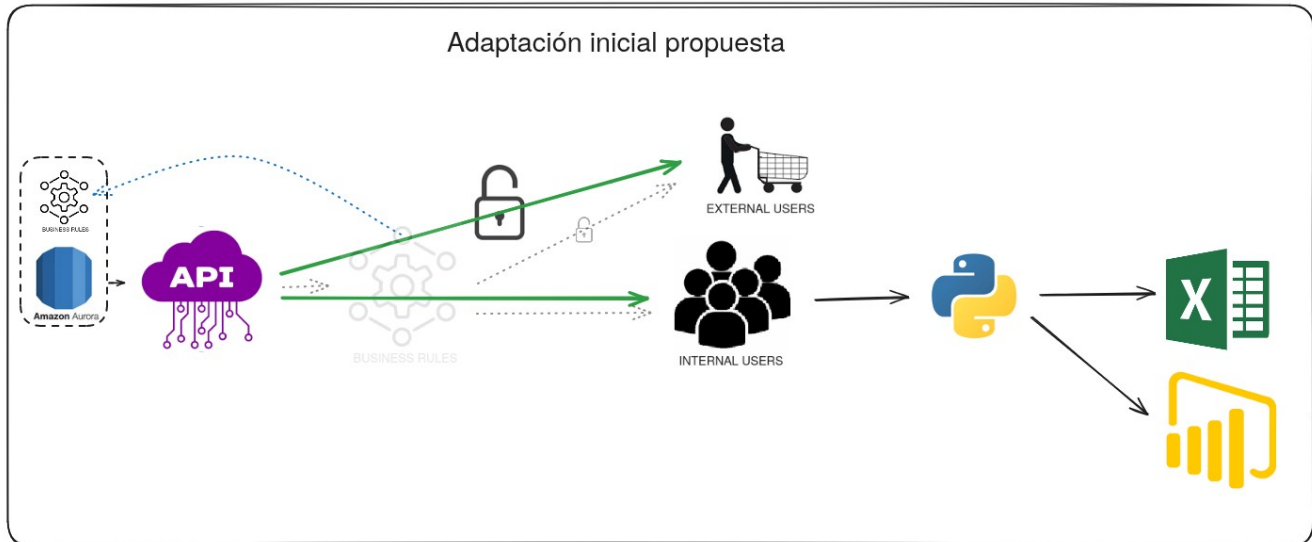 Adaptación inicial propuesta
BUSINESS RULES
Amazon Aurora
API
BUSINESS RULES
EXTERNAL USERS
INTERNAL USERS
X